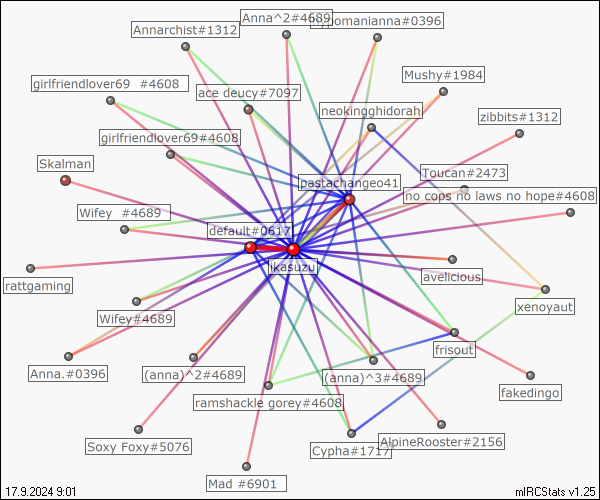 Anna^2#4689
hypomanianna#0396
Annarchist#1312
Mushy#1984
girlfriendlover69 #4608
ace deucy#7097
neokingghidorah
zibbits#1312
girlfriendlover69#4608
Skalman
Toucan#2473
pastachangeo41
no cops no laws no hope#4608
Wifey #4689
default#0617
jkasuzu
avelicious
rattgaming
xenoyaut
Wifey#4689
frisout
Anna.#0396
(anna)^2#4689
(anna)^3#4689
fakedingo
ramshackle gorey#4608
Soxy Foxy#5076
Cypha#1717
AlpineRooster#2156
Mad #6901
17.9.2024 9:01
mIRCStats v1.25